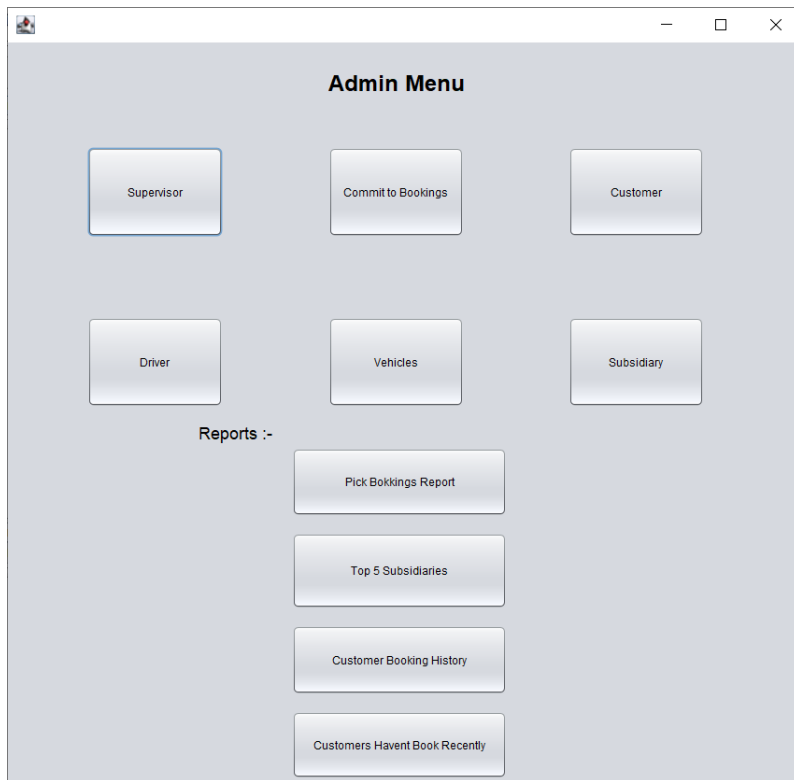 Admin Menu
Supervisor
Commit to Bookings
Customer
Driver
Vehicles
Subsidiary
Reports :-
Pick Bokkings Report
Top 5 Subsidiaries
Customer Booking History
Customers Havent Book Recently